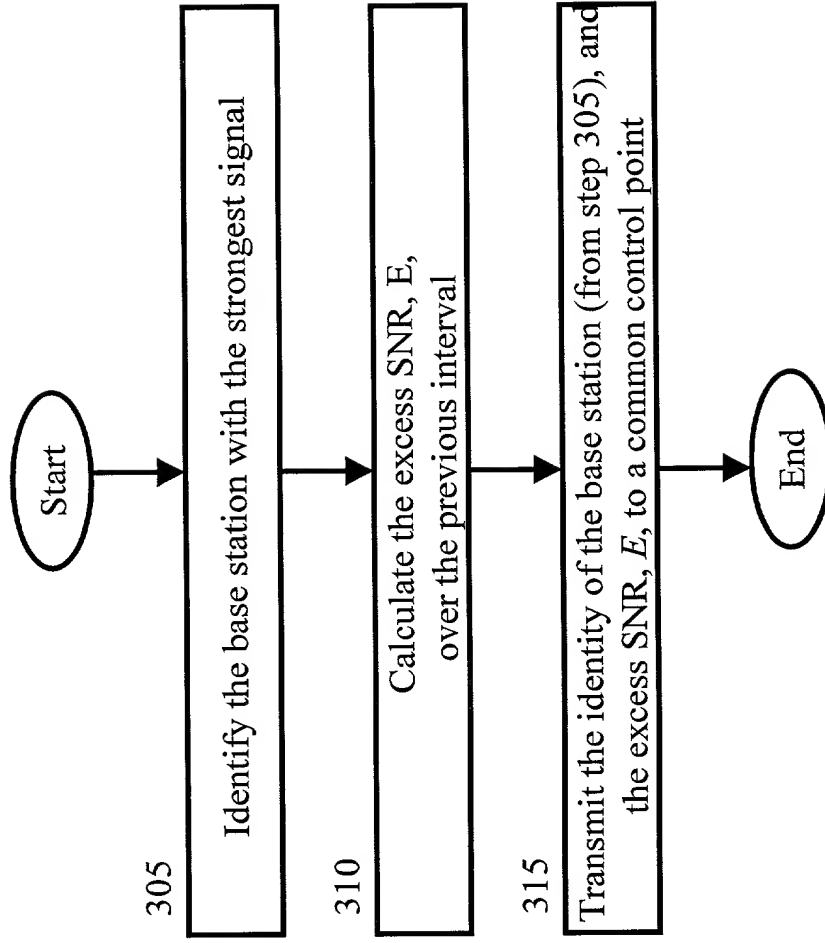 Start
305
Identify the base station with the strongest signal
310
Calculate the excess SNR, E,
over the previous interval
315
Transmit the identity of the base station (from step 305), and
the excess SNR, E, to a common control point
End